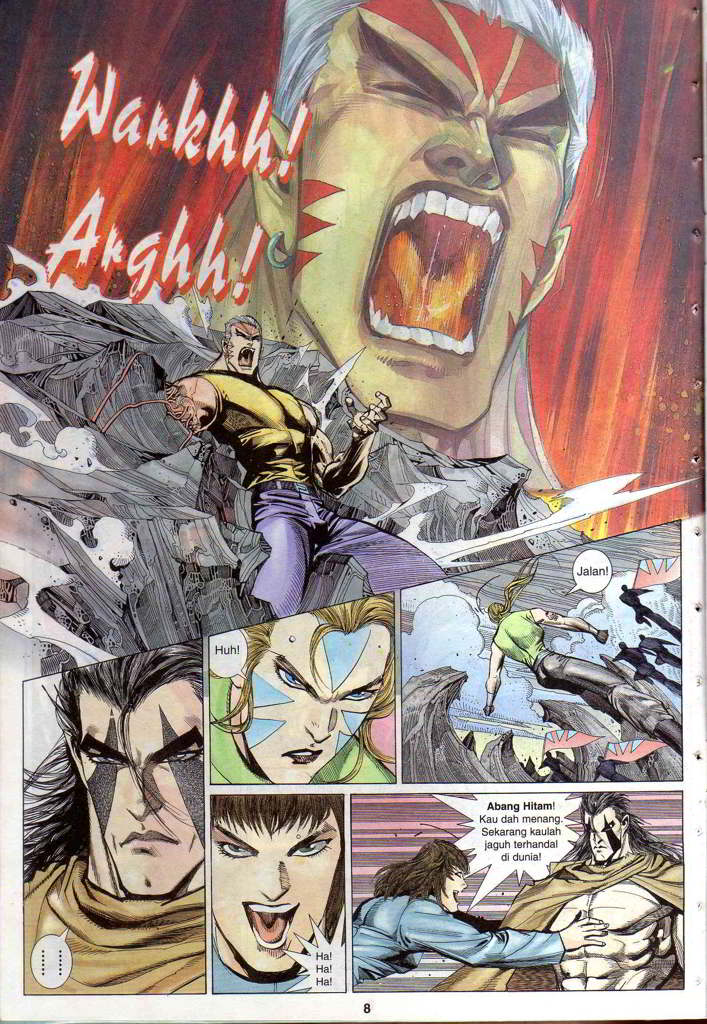 Warkhh!
Arghh!
Jalan!
Huh!
Ha!
Ha!
Ha!
Abang Hitam!
Kau dah menang.
Sekarang kaulah
jaguh terhandal
di dunia!
8